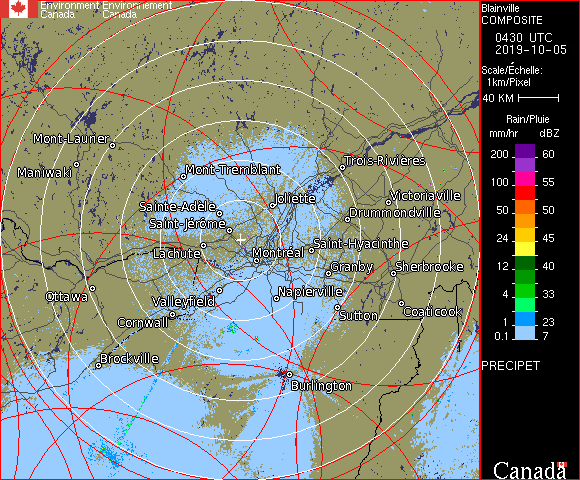 Environment Environnement
Canada Canada
Blainville
COMPOSITE
0430 UTC
2019-10-05
Scale/Échelle:
1km/Pixel
40 KM
Rain/Pluie
mm/hr dBZ
200 60
100 55
50 50
24 45
12 40
4 33
1 23
0.1 7
PRECIPET
Canada
Mont-Laurier
Maniwaki
Mont-Tremblant
Trois-Rivières
Joliette
Victoriaville
Sainte-Adèle
Drummondville
Saint-Jérôme
Lachute
Montréal
Saint-Hyacinthe
Granby
Sherbrooke
Ottawa
Valleyfield
Napierville
Cornwall
Sutton
Coaticook
Brockville
Burlington